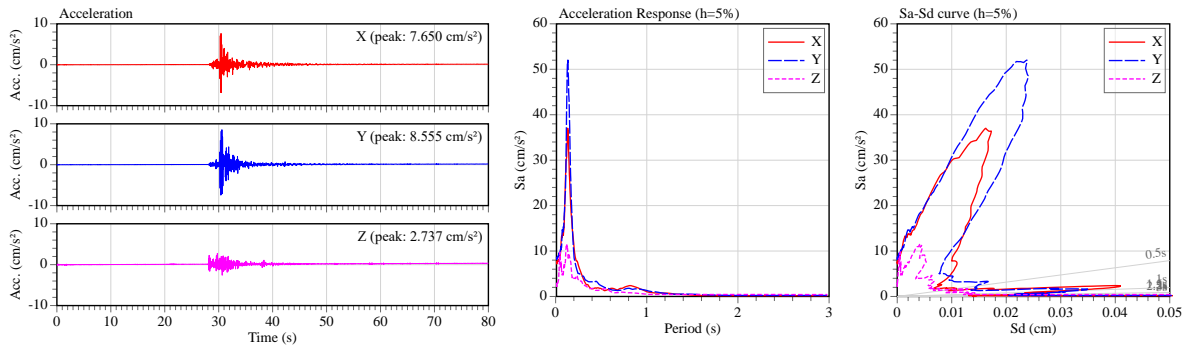 Acceleration
Acc. (cm/s²)
10
0
-10
X (peak: 7.650 cm/s²)
Acc. (cm/s²)
10
0
-10
Y (peak: 8.555 cm/s²)
Acc. (cm/s²)
10
0
-10
Z (peak: 2.737 cm/s²)
0 10 20 30 40 50 60 70 80
Time (s)
Acceleration Response (h=5%)
Sa (cm/s²)
60
50
40
30
20
10
0
X
Y
Z
0 1 2 3
Period (s)
Sa-Sd curve (h=5%)
Sa (cm/s²)
60
50
40
30
20
10
0
X
Y
Z
0.5s
1s
0 0.01 0.02 0.03 0.04 0.05
Sd (cm)